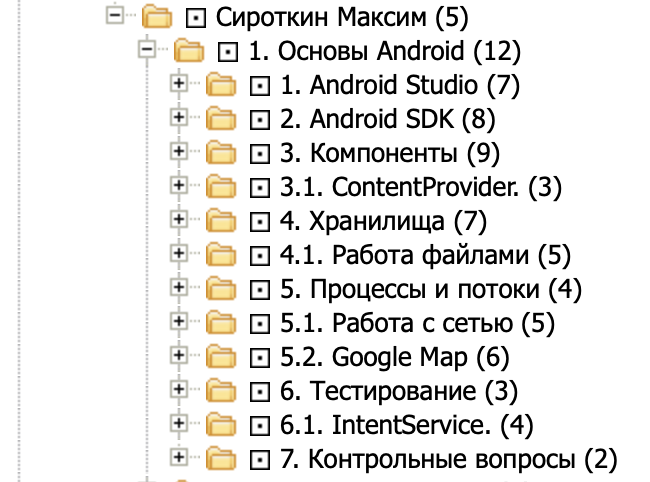 Сироткин Максим (5)
1. Основы Android (12)
1. Android Studio (7)
2. Android SDK (8)
3. Компоненты (9)
3.1. ContentProvider. (3)
4. Хранилища (7)
4.1. Работа файлами (5)
5. Процессы и потоки (4)
5.1. Работа с сетью (5)
5.2. Google Map (6)
6. Тестирование (3)
6.1. IntentService. (4)
7. Контрольные вопросы (2)